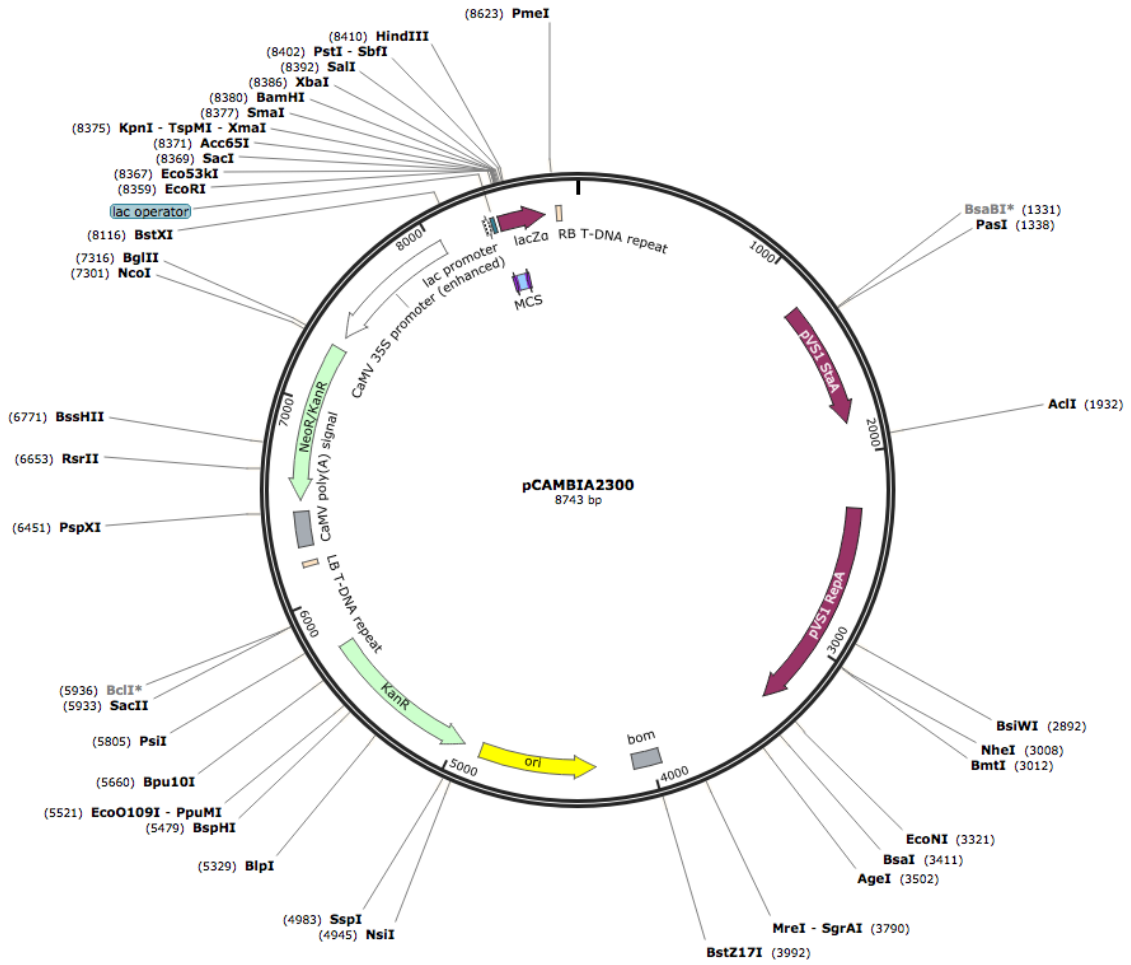 (8623) PmeI
(8410) HindIII
(8402) PstI - SbfI
(8392) SalI
(8386) XbaI
(8380) BamHI
(8377) SmaI
(8375) KpnI - TspMI - XmaI
(8371) Acc65I
(8369) SacI
(8367) Eco53kI
(8359) EcoRI
lac operator
(8116) BstXI
(7316) BglII
(7301) NcoI
(6771) BssHII
(6653) RsrII
(6451) PspXI
(5936) BclI*
(5933) SacII
(5805) PsiI
(5660) Bpu10I
(5521) EcoO109I - PpuMI
(5479) BspHI
(5329) BlpI
(4983) SspI
(4945) NsiI
BsaBI* (1331)
PasI (1338)
AclI (1932)
BsiWI (2892)
NheI (3008)
BmtI (3012)
EcoNI (3321)
BsaI (3411)
AgeI (3502)
MreI - SgrAI (3790)
BstZ17I (3992)
1000
2000
3000
4000
5000
6000
7000
8000
lacZα
RB T-DNA repeat
lac promoter
CaMV 35S promoter (enhanced)
MCS
NeoR/KanR
CaMV poly(A) signal
LB T-DNA repeat
KanR
ori
bom
pVS1 StaA
pVS1 RepA
pCAMBIA2300
8743 bp